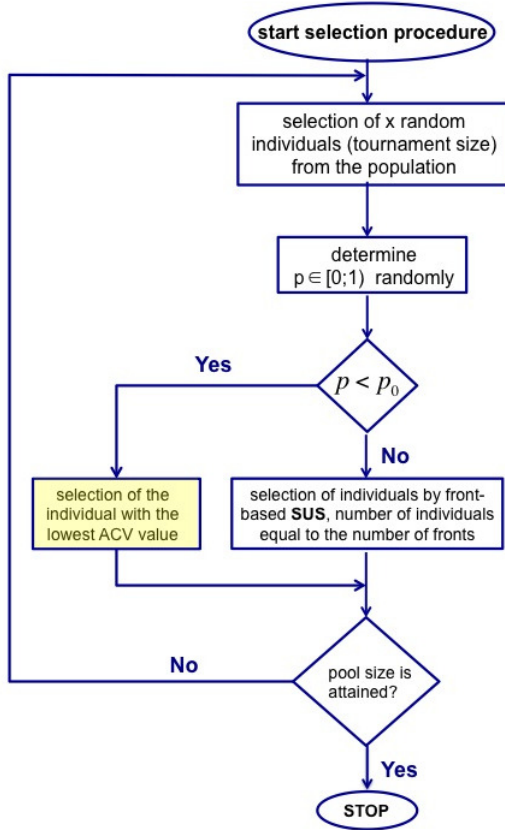 start selection procedure
selection of x random
individuals (tournament size)
from the population
determine
p ∈ [0;1) randomly
p < p₀
Yes
No
selection of the
individual with the
lowest ACV value
selection of individuals by front-
based SUS, number of individuals
equal to the number of fronts
No
pool size is
attained?
Yes
STOP